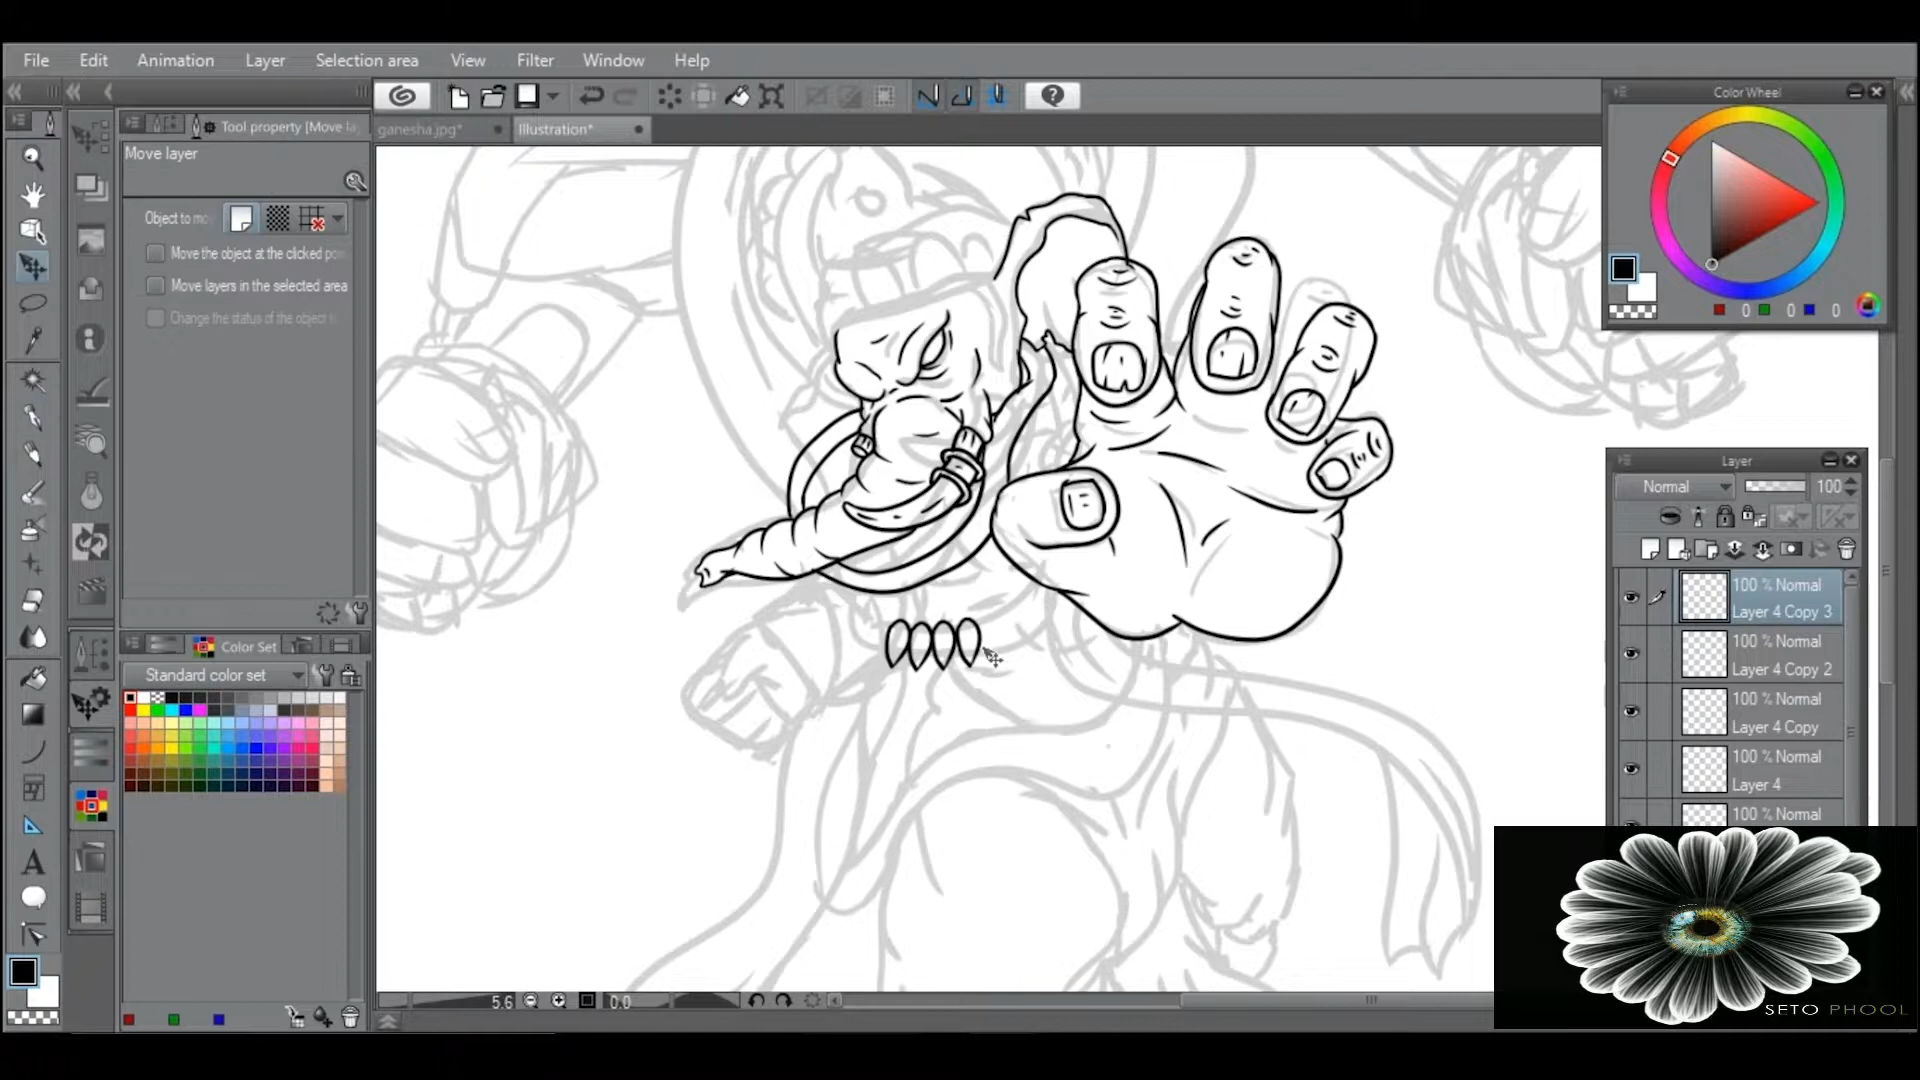 File Edit Animation Layer Selection area View Filter Window Help
Color Wheel
Tool property [Move la
ganesha.jpg* Illustration*
Move layer
Object to mo
Move the object at the clicked po
Move layers in the selected area
Change the status of the object
0 0 0
Layer
Normal 100
100 % Normal
Layer 4 Copy 3
100 % Normal
Layer 4 Copy 2
100 % Normal
Layer 4 Copy
100 % Normal
Layer 4
100 % Normal
Color Set
Standard color set
A
5.6 0.0
SETO PHOOL